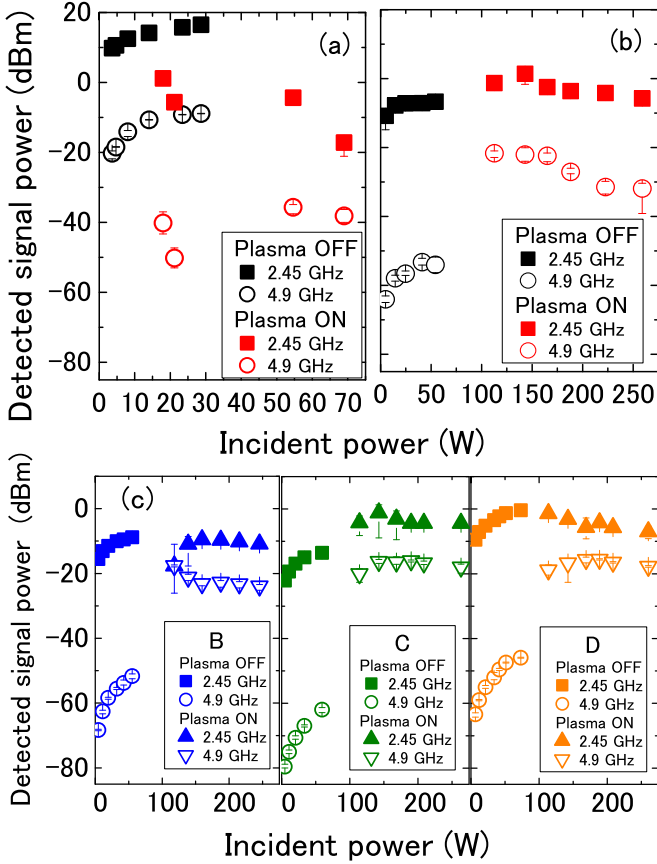 Detected signal power (dBm)
20
0
-20
-40
-60
-80
(a)
Plasma OFF
2.45 GHz
4.9 GHz
Plasma ON
2.45 GHz
4.9 GHz
0 10 20 30 40 50 60 70
(b)
Plasma OFF
2.45 GHz
4.9 GHz
Plasma ON
2.45 GHz
4.9 GHz
0 50 100 150 200 250
Incident power (W)
Detected signal power (dBm)
0
-20
-40
-60
-80
(c)
B
Plasma OFF
2.45 GHz
4.9 GHz
Plasma ON
2.45 GHz
4.9 GHz
0 100 200
C
Plasma OFF
2.45 GHz
4.9 GHz
Plasma ON
2.45 GHz
4.9 GHz
0 100 200
D
Plasma OFF
2.45 GHz
4.9 GHz
Plasma ON
2.45 GHz
4.9 GHz
0 100 200
Incident power (W)